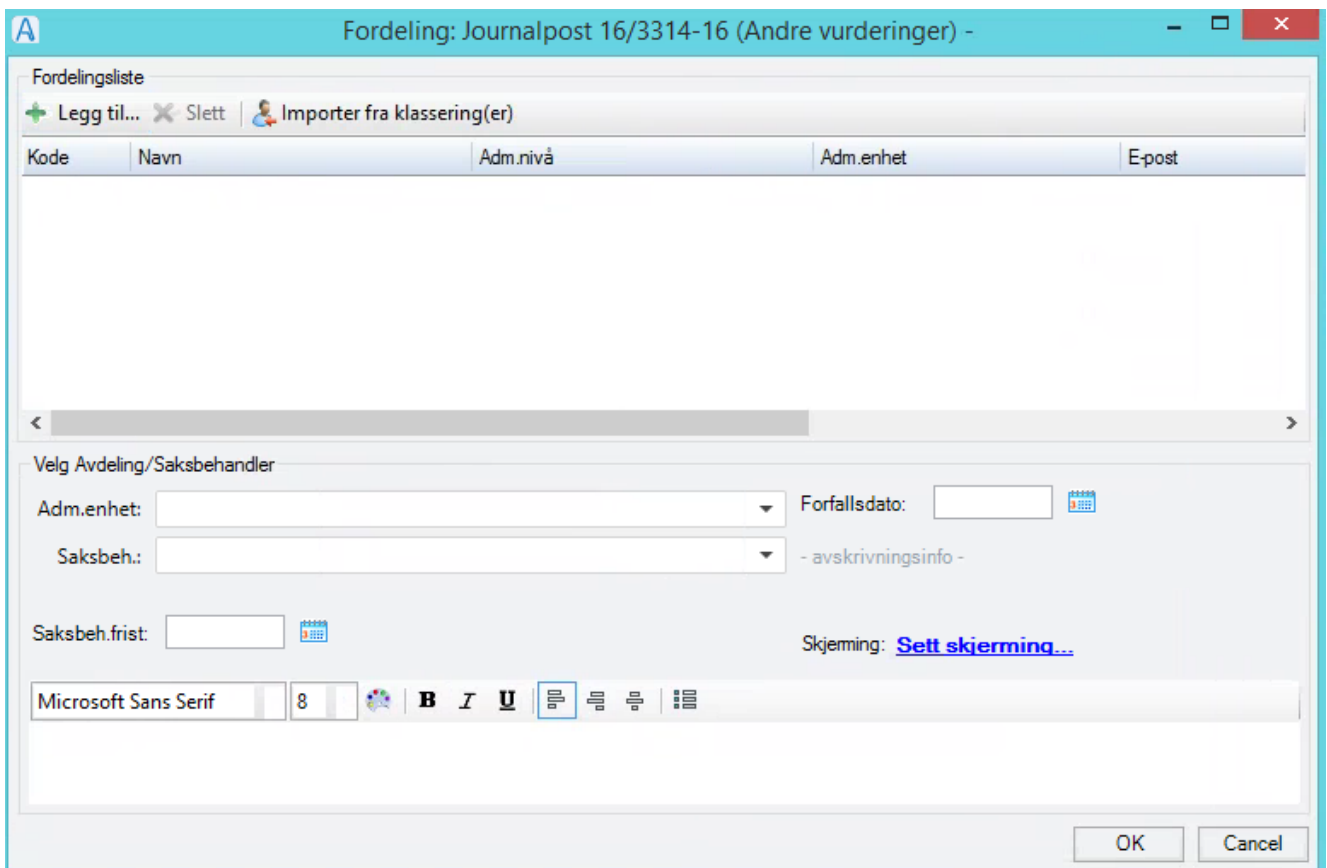 Fordeling: Journalpost 16/3314-16 (Andre vurderinger) -
Fordelingsliste
Legg til... Slett Importer fra klassering(er)
Kode Navn Adm.nivå Adm.enhet E-post
Velg Avdeling/Saksbehandler
Adm.enhet: Forfallsdato:
Saksbeh.: - avskrivningsinfo -
Saksbeh.frist: Skjerming: Sett skjerming...
Microsoft Sans Serif 8 B I U
OK Cancel